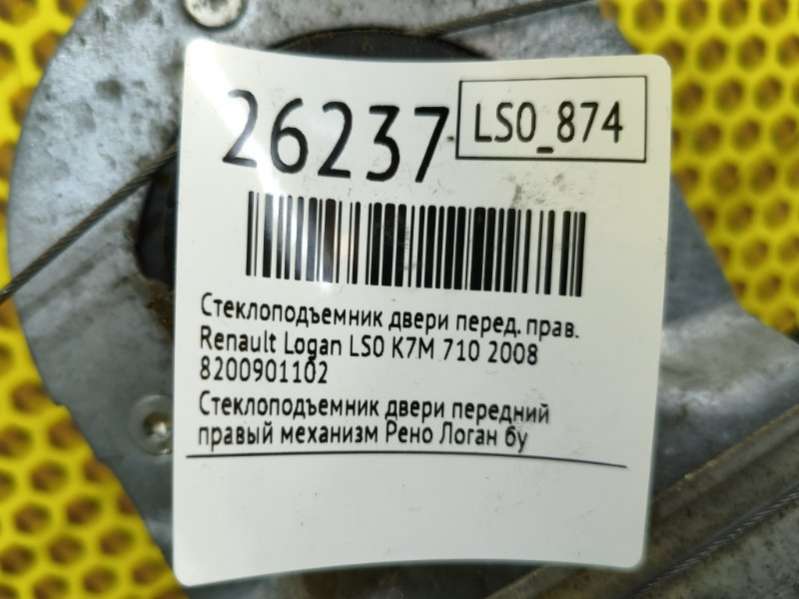 26237
LS0_874
Стеклоподъемник двери перед. прав.
Renault Logan LS0 K7M 710 2008
8200901102
Стеклоподъемник двери передний
правый механизм Рено Логан бу